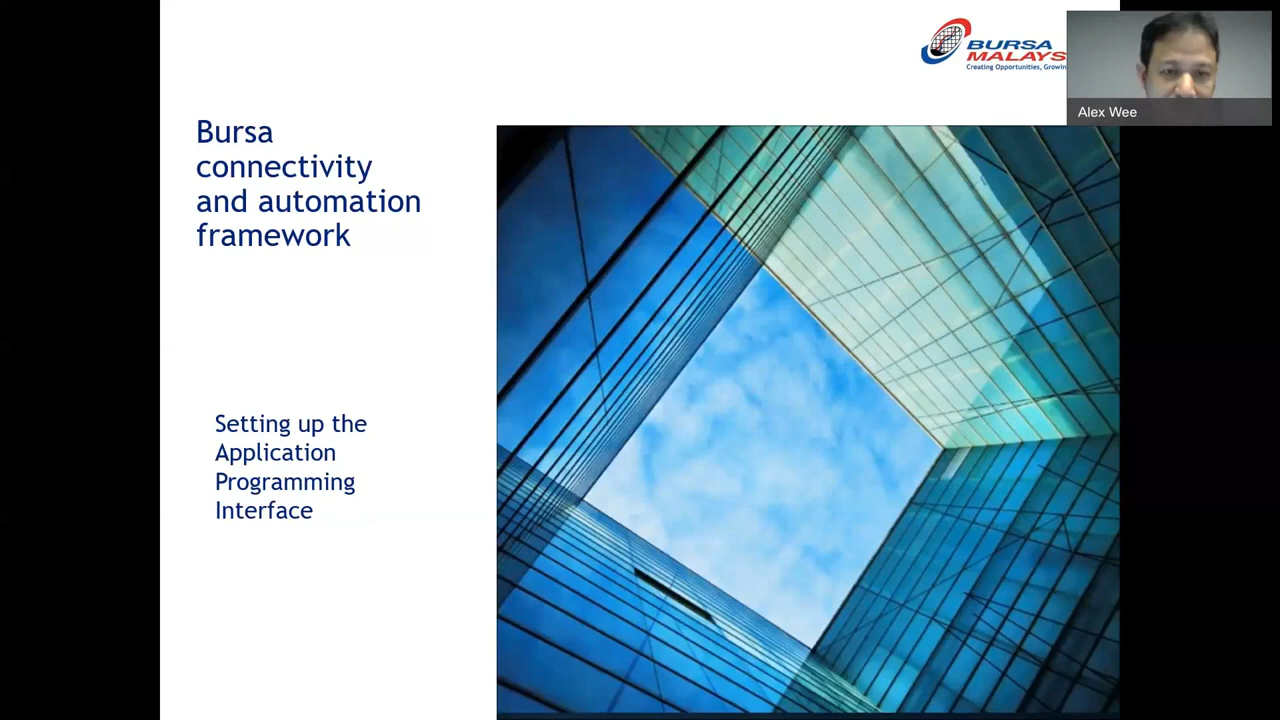 BURSA
MALAYS
Creating Opportunities, Growin
Alex Wee
Bursa
connectivity
and automation
framework
Setting up the
Application
Programming
Interface